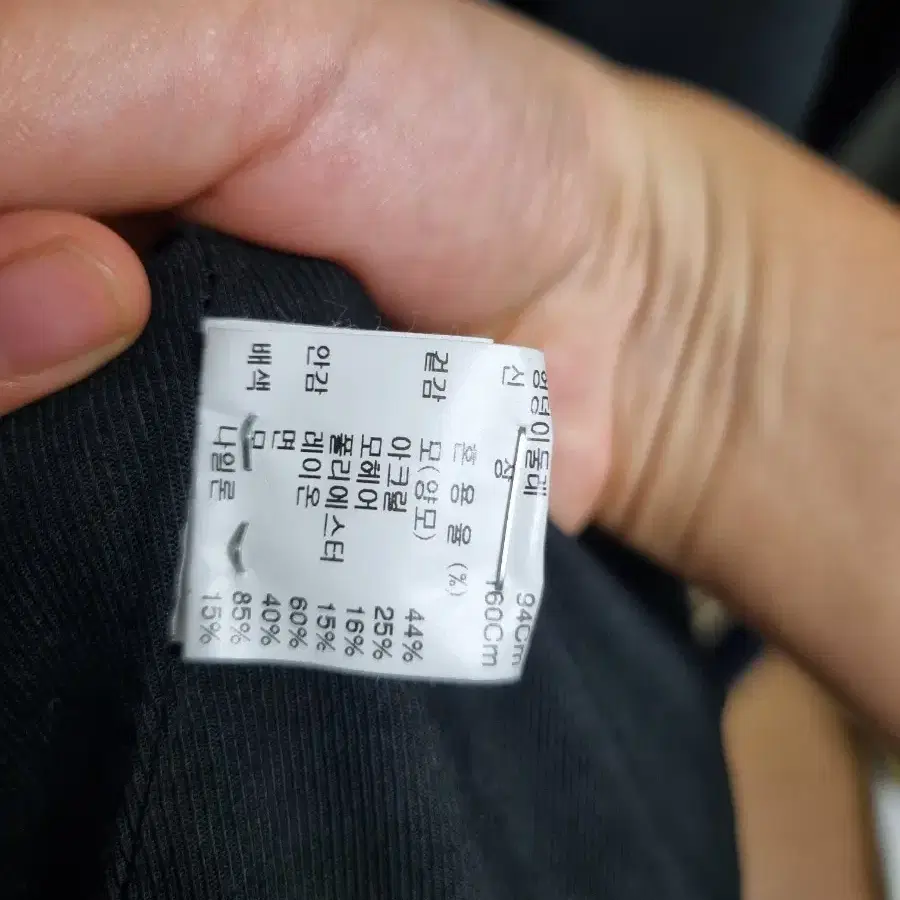 엉덩이둘레 94Cm
신 장 160Cm
혼 용 율 (%)
겉감 모(양모) 44%
아크릴 25%
모헤어 16%
폴리에스터 15%
안감 레이온 60%
면 40%
배색 모 85%
나일론 15%